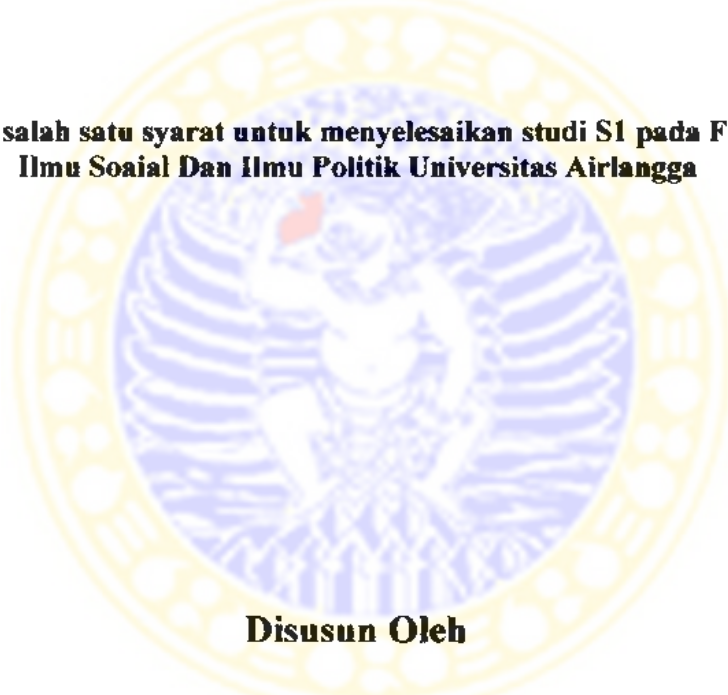 salah satu syarat untuk menyelesaikan studi S1 pada F
Ilmu Soaial Dan Ilmu Politik Universitas Airlangga
Disusun Oleh